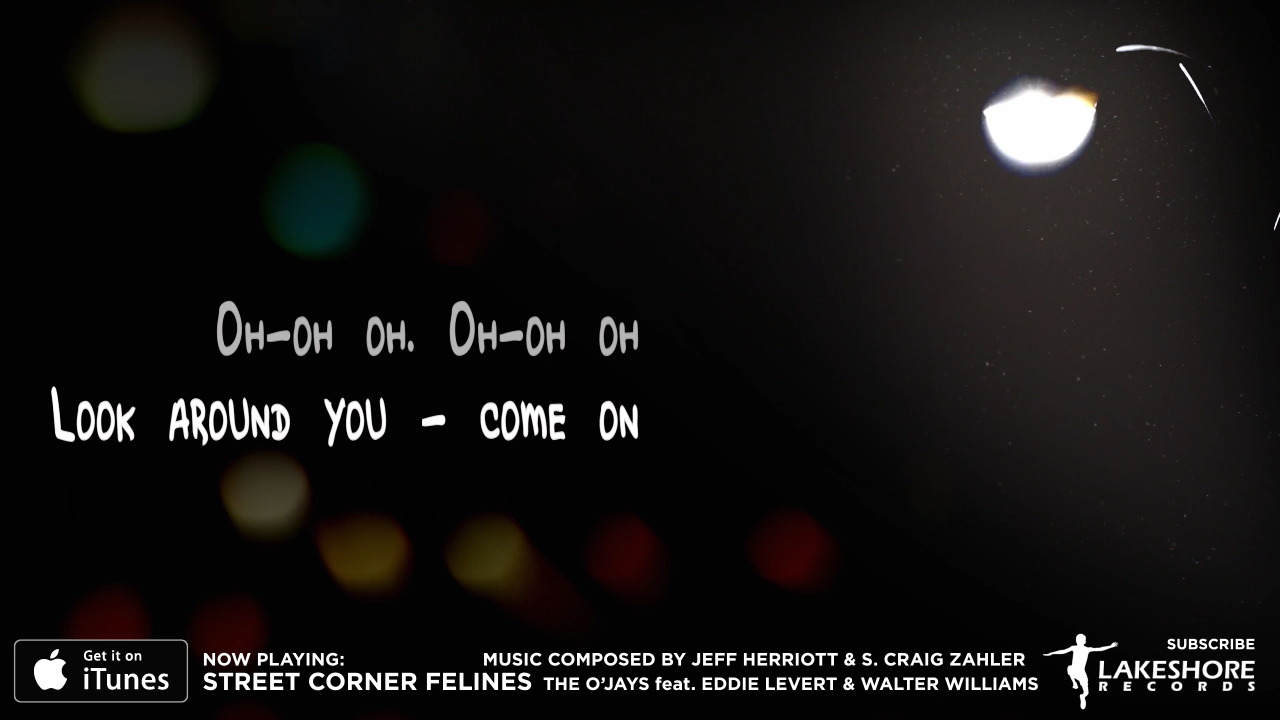 Oh-oh oh. Oh-oh oh
Look around you - come on
Get it on
iTunes
NOW PLAYING:
STREET CORNER FELINES
MUSIC COMPOSED BY JEFF HERRIOTT & S. CRAIG ZAHLER
THE O'JAYS feat. EDDIE LEVERT & WALTER WILLIAMS
SUBSCRIBE
LAKESHORE
RECORDS